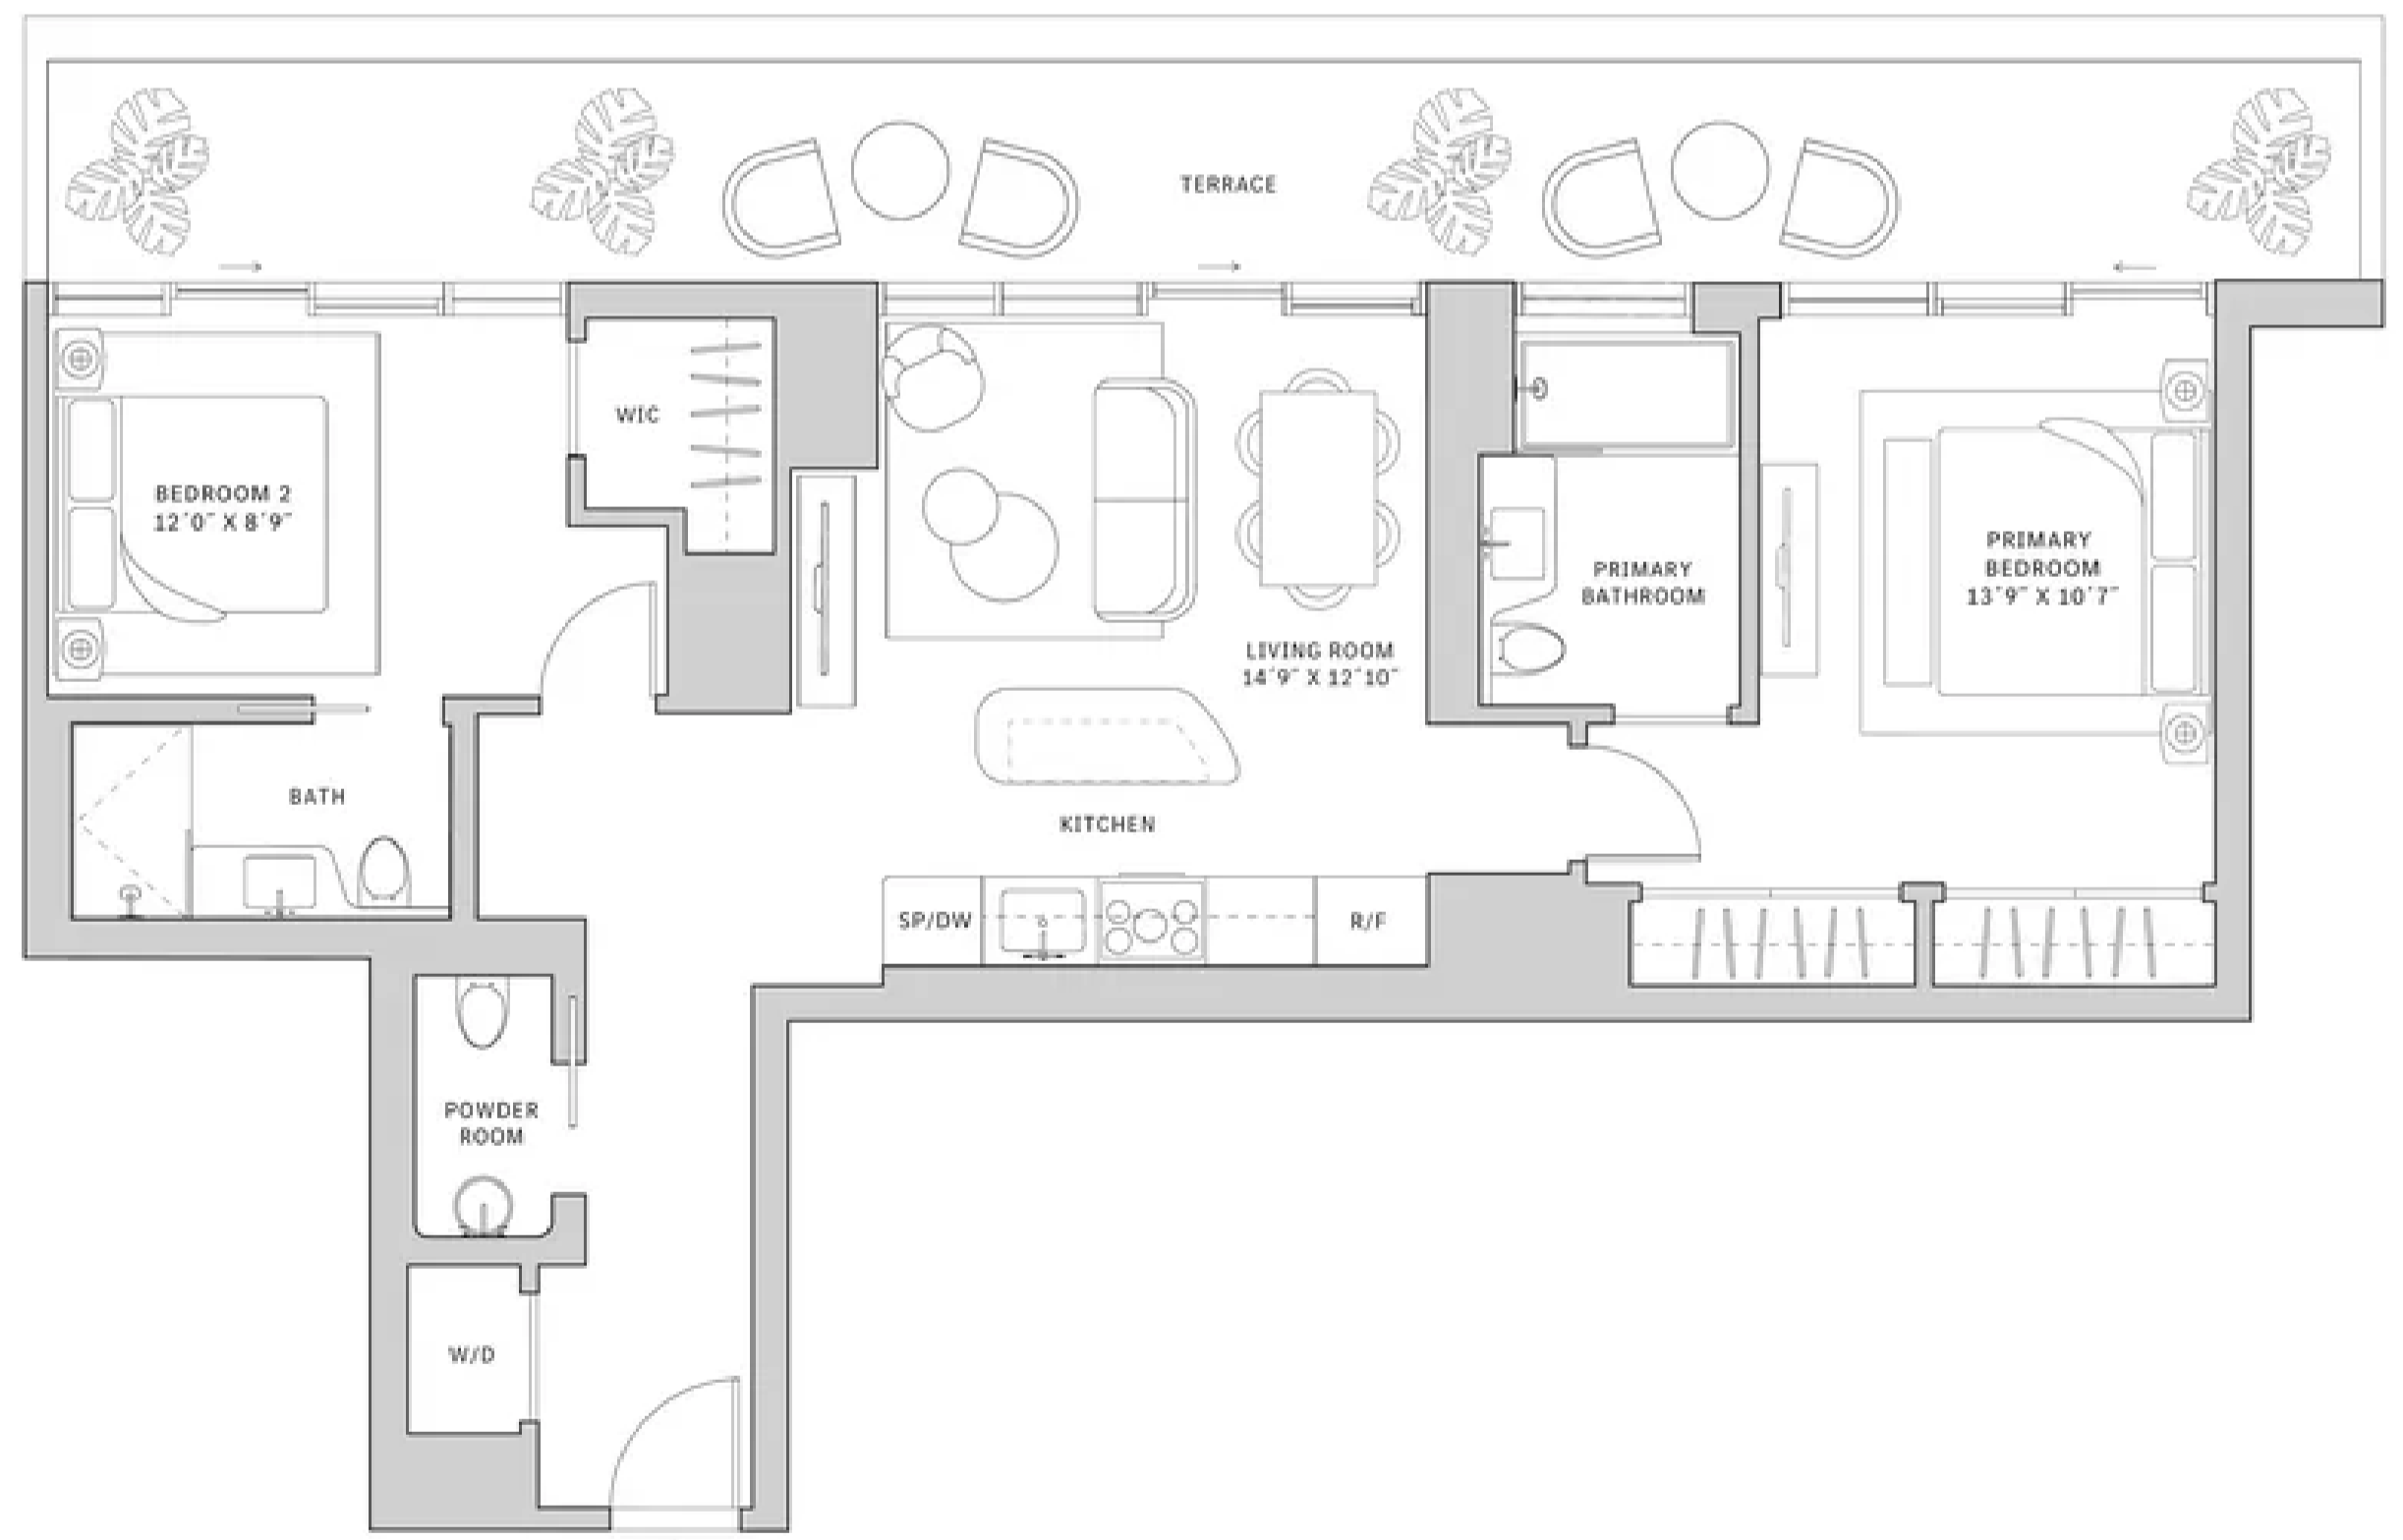 TERRACE
WIC
BEDROOM 2
12´0˝ X 8´9˝
PRIMARY
BEDROOM
13´9˝ X 10´7˝
PRIMARY
BATHROOM
LIVING ROOM
14´9˝ X 12´10˝
BATH
KITCHEN
SP/DW
R/F
POWDER
ROOM
W/D